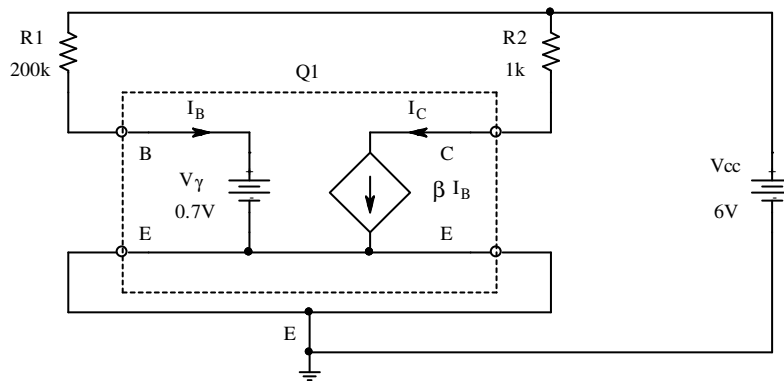 R1
200k
R2
1k
Q1
I_B
I_C
B
C
Vγ
0.7V
β I_B
Vcc
6V
E
E
E